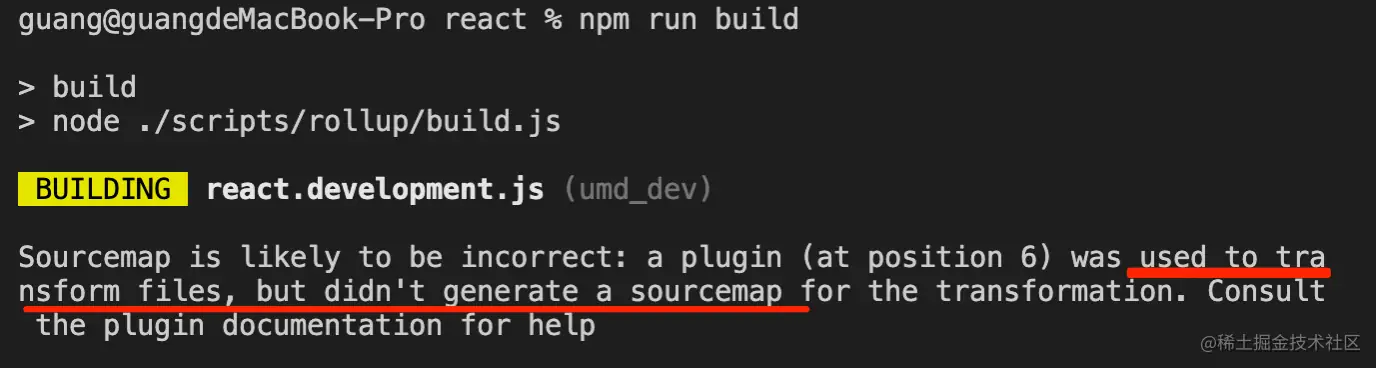 guang@guangdeMacBook-Pro react % npm run build
> build
> node ./scripts/rollup/build.js
BUILDING react.development.js (umd_dev)
Sourcemap is likely to be incorrect: a plugin (at position 6) was used to tra
nsform files, but didn't generate a sourcemap for the transformation. Consult
the plugin documentation for help
@稀土掘金技术社区